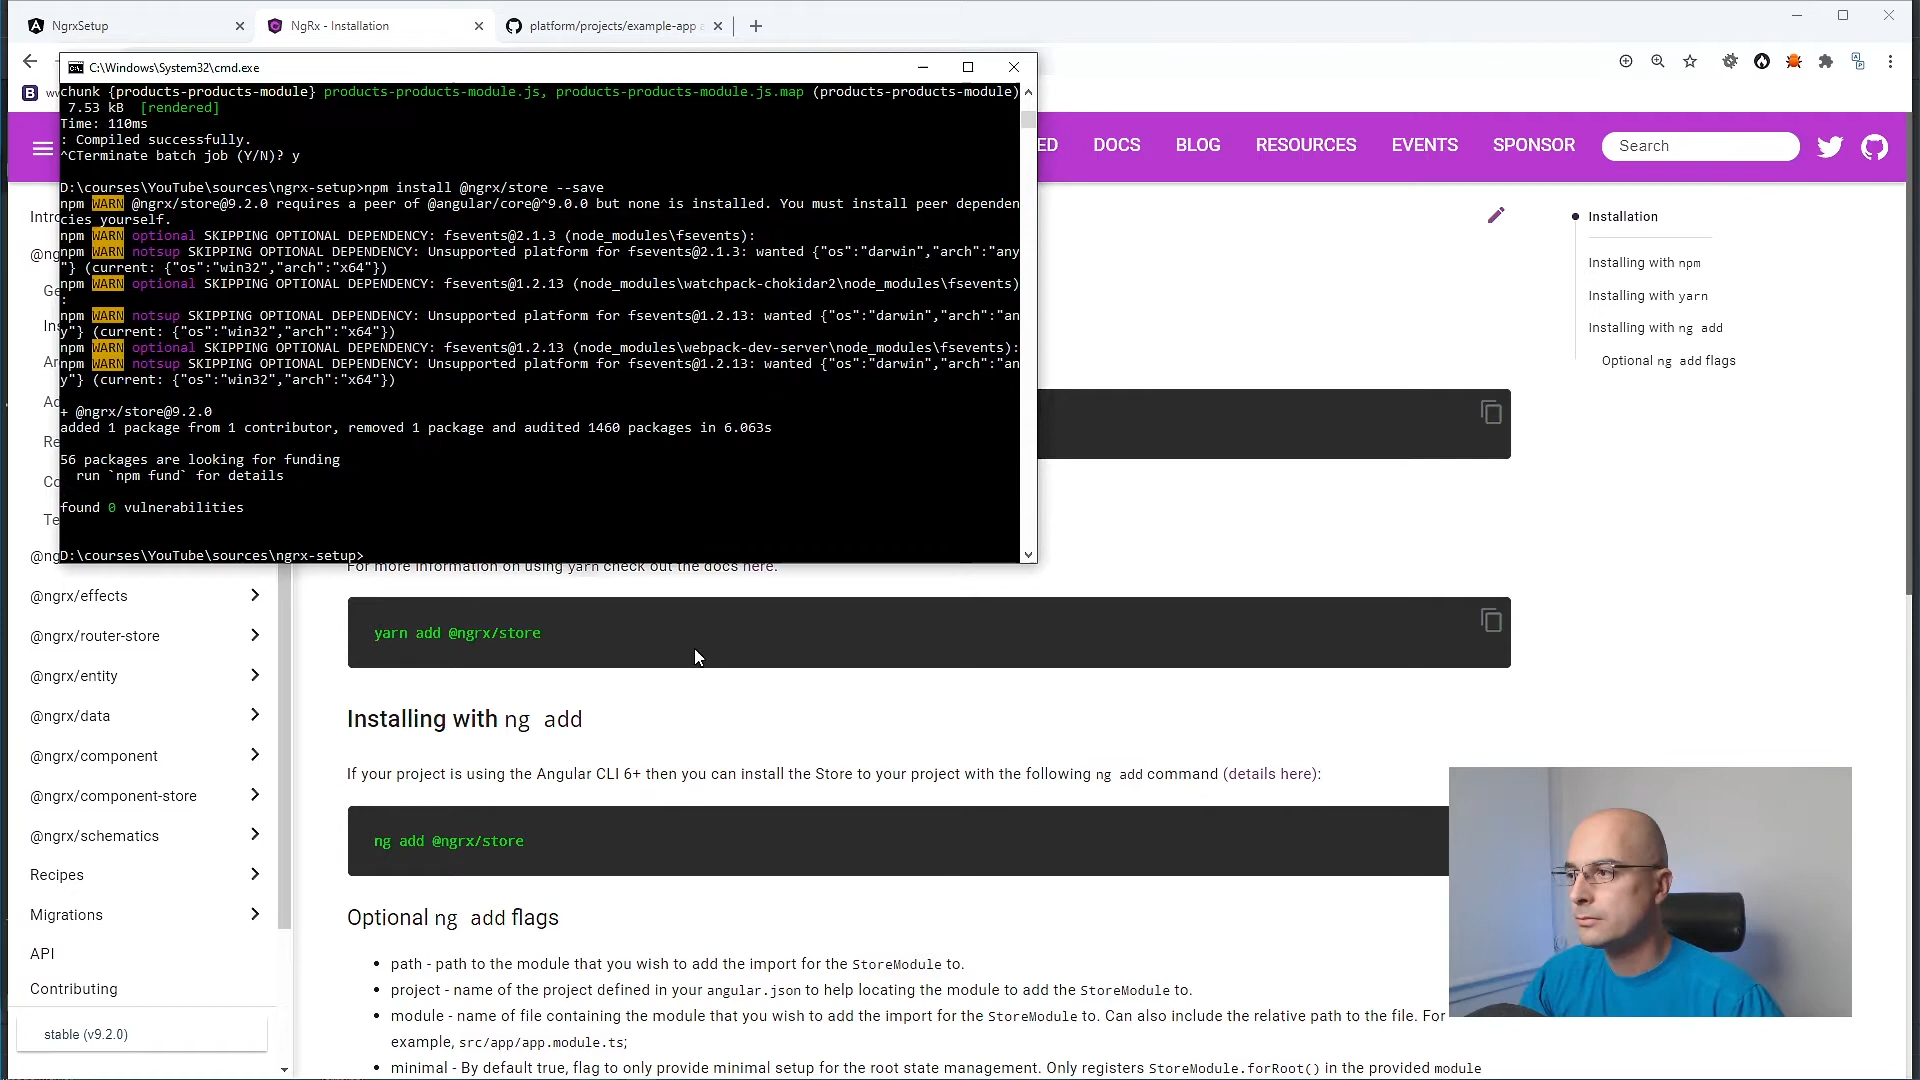 NgrxSetup
NgRx - Installation
platform/projects/example-app
C:\Windows\System32\cmd.exe
chunk {products-products-module} products-products-module.js, products-products-module.js.map (products-products-module)
7.53 kB [rendered]
Time: 110ms
: Compiled successfully.
^CTerminate batch job (Y/N)? y
D:\courses\YouTube\sources\ngrx-setup>npm install @ngrx/store --save
npm WARN @ngrx/store@9.2.0 requires a peer of @angular/core@^9.0.0 but none is installed. You must install peer dependen
cies yourself.
npm WARN optional SKIPPING OPTIONAL DEPENDENCY: fsevents@2.1.3 (node_modules\fsevents):
npm WARN notsup SKIPPING OPTIONAL DEPENDENCY: Unsupported platform for fsevents@2.1.3: wanted {"os":"darwin","arch":"any
"} (current: {"os":"win32","arch":"x64"})
npm WARN optional SKIPPING OPTIONAL DEPENDENCY: fsevents@1.2.13 (node_modules\watchpack-chokidar2\node_modules\fsevents)
:
npm WARN notsup SKIPPING OPTIONAL DEPENDENCY: Unsupported platform for fsevents@1.2.13: wanted {"os":"darwin","arch":"an
y"} (current: {"os":"win32","arch":"x64"})
npm WARN optional SKIPPING OPTIONAL DEPENDENCY: fsevents@1.2.13 (node_modules\webpack-dev-server\node_modules\fsevents):
npm WARN notsup SKIPPING OPTIONAL DEPENDENCY: Unsupported platform for fsevents@1.2.13: wanted {"os":"darwin","arch":"an
y"} (current: {"os":"win32","arch":"x64"})
+ @ngrx/store@9.2.0
added 1 package from 1 contributor, removed 1 package and audited 1460 packages in 6.063s
56 packages are looking for funding
run `npm fund` for details
found 0 vulnerabilities
D:\courses\YouTube\sources\ngrx-setup>
ED
DOCS
BLOG
RESOURCES
EVENTS
SPONSOR
Search
Installation
Installing with npm
Installing with yarn
Installing with ng add
Optional ng add flags
@ngrx/effects
@ngrx/router-store
@ngrx/entity
@ngrx/data
@ngrx/component
@ngrx/component-store
@ngrx/schematics
Recipes
Migrations
API
Contributing
stable (v9.2.0)
For more information on using yarn check out the docs here.
yarn add @ngrx/store
Installing with ng add
If your project is using the Angular CLI 6+ then you can install the Store to your project with the following ng add command (details here):
ng add @ngrx/store
Optional ng add flags
• path - path to the module that you wish to add the import for the StoreModule to.
• project - name of the project defined in your angular.json to help locating the module to add the StoreModule to.
• module - name of file containing the module that you wish to add the import for the StoreModule to. Can also include the relative path to the file. For
example, src/app/app.module.ts;
• minimal - By default true, flag to only provide minimal setup for the root state management. Only registers StoreModule.forRoot() in the provided module